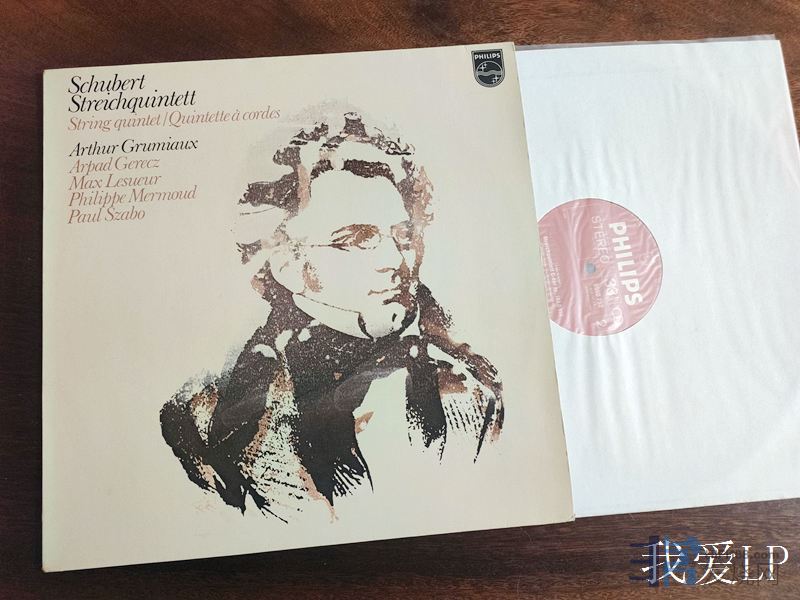 Schubert
Streichquintett
String quintet / Quintette à cordes
Arthur Grumiaux
Arpad Gerecz
Max Lesueur
Philippe Mermoud
Paul Szabo
PHILIPS
PHILIPS
STEREO
2
我爱LP